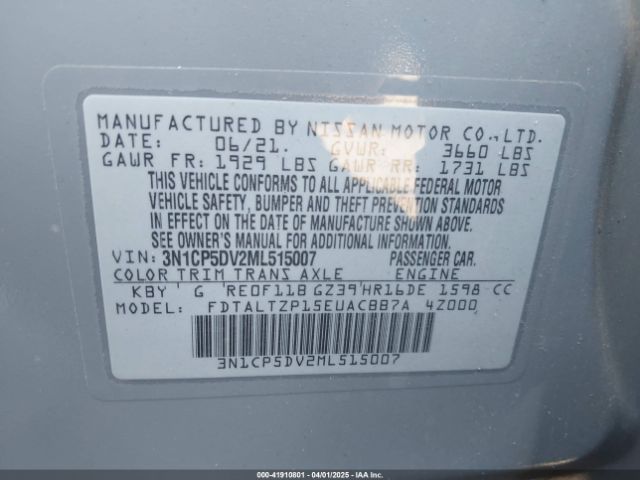 MANUFACTURED BY NISSAN MOTOR CO.,LTD.
DATE: 06/21. GVWR: 3660 LBS
GAWR FR: 1929 LBS GAWR RR: 1731 LBS
THIS VEHICLE CONFORMS TO ALL APPLICABLE FEDERAL MOTOR
VEHICLE SAFETY, BUMPER AND THEFT PREVENTION STANDARDS
IN EFFECT ON THE DATE OF MANUFACTURE SHOWN ABOVE.
SEE OWNER'S MANUAL FOR ADDITIONAL INFORMATION.
VIN: 3N1CP5DV2ML515007 PASSENGER CAR.
COLOR TRIM TRANS AXLE ENGINE
KBY G RE0F11B GZ39 HR16DE 1598 CC
MODEL: FDTALTZP15EUACBB7A 4Z000
3N1CP5DV2ML515007
000-41910801 - 04/01/2025 - IAAI.COM